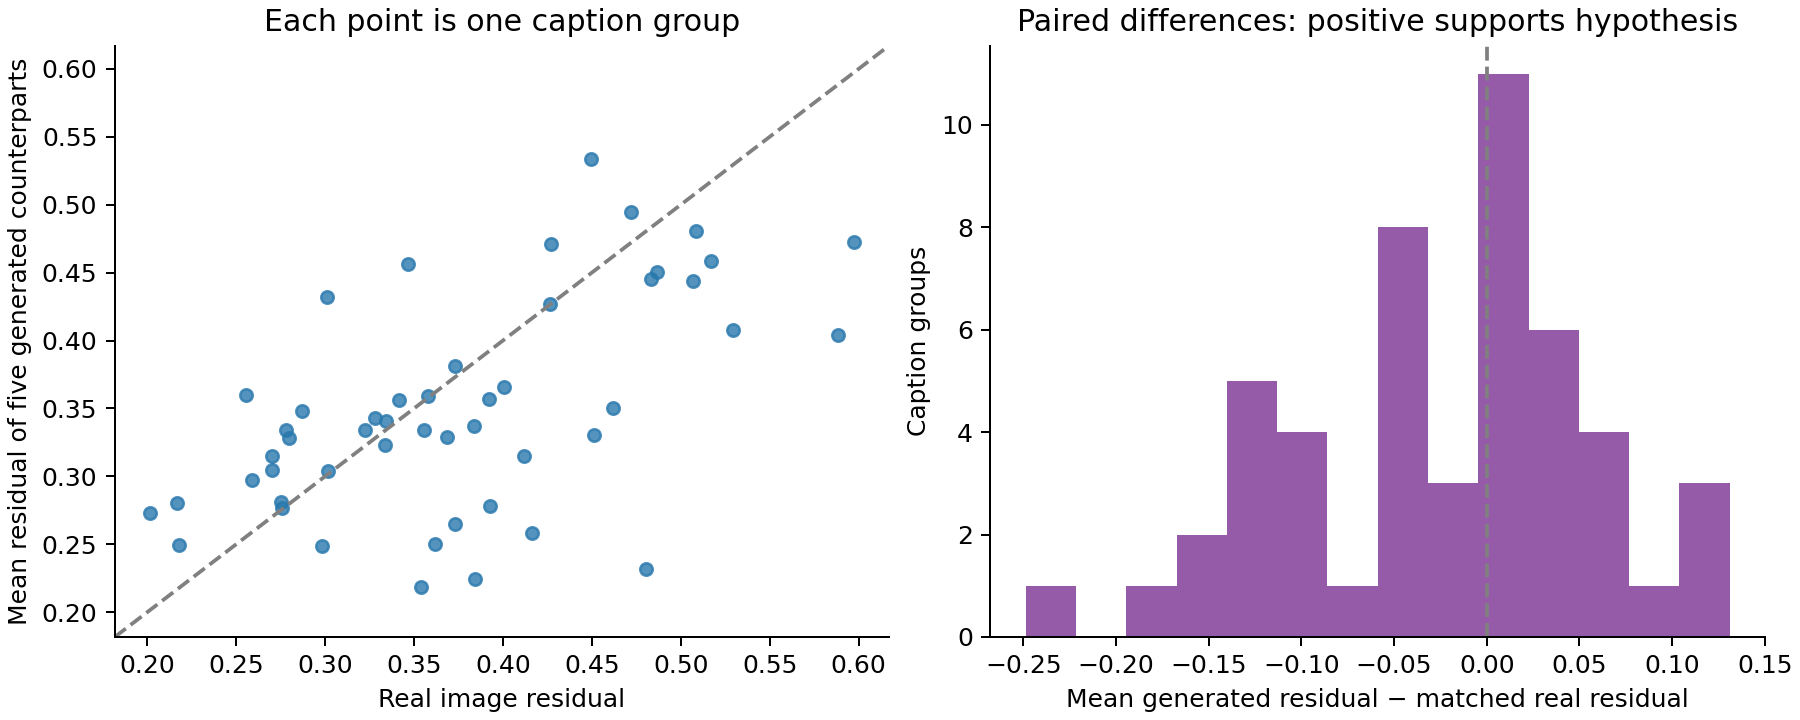 Each point is one caption group
Mean residual of five generated counterparts
0.60
0.55
0.50
0.45
0.40
0.35
0.30
0.25
0.20
0.20 0.25 0.30 0.35 0.40 0.45 0.50 0.55 0.60
Real image residual
Paired differences: positive supports hypothesis
Caption groups
10
8
6
4
2
0
−0.25 −0.20 −0.15 −0.10 −0.05 0.00 0.05 0.10 0.15
Mean generated residual − matched real residual